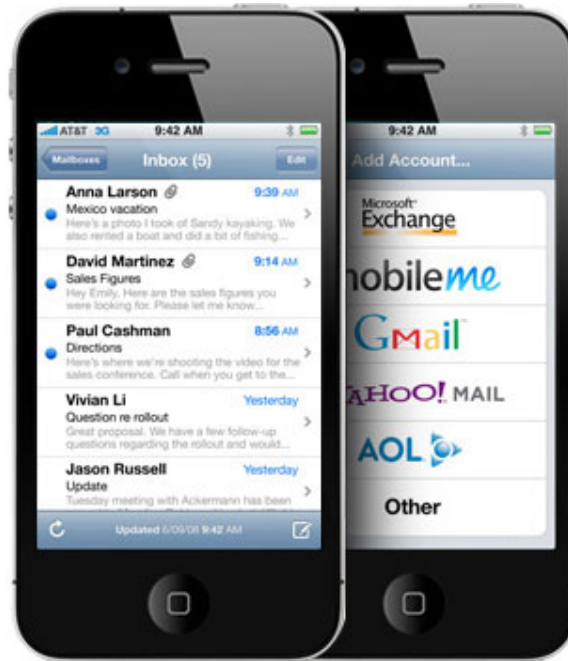 AT&T 3G 9:42 AM
Mailboxes Inbox (5) Edit
Anna Larson 9:39 AM
Mexico vacation
Here's a photo I took of Sandy kayaking. We
also rented a boat and did a bit of fishing...
David Martinez 9:14 AM
Sales Figures
Hey Emily, Here are the sales figures you
were looking for. Please let me know...
Paul Cashman 8:56 AM
Directions
Here's where we're shooting the video for the
sales conference. Call when you get to the...
Vivian Li Yesterday
Question re rollout
Great proposal. We have a few follow-up
questions regarding the rollout and would...
Jason Russell Yesterday
Update
Tuesday meeting with Ackermann has been
Updated 6/09/08 9:42 AM
9:42 AM
Add Account...
Microsoft
Exchange
mobileme
Gmail
YAHOO! MAIL
AOL
Other